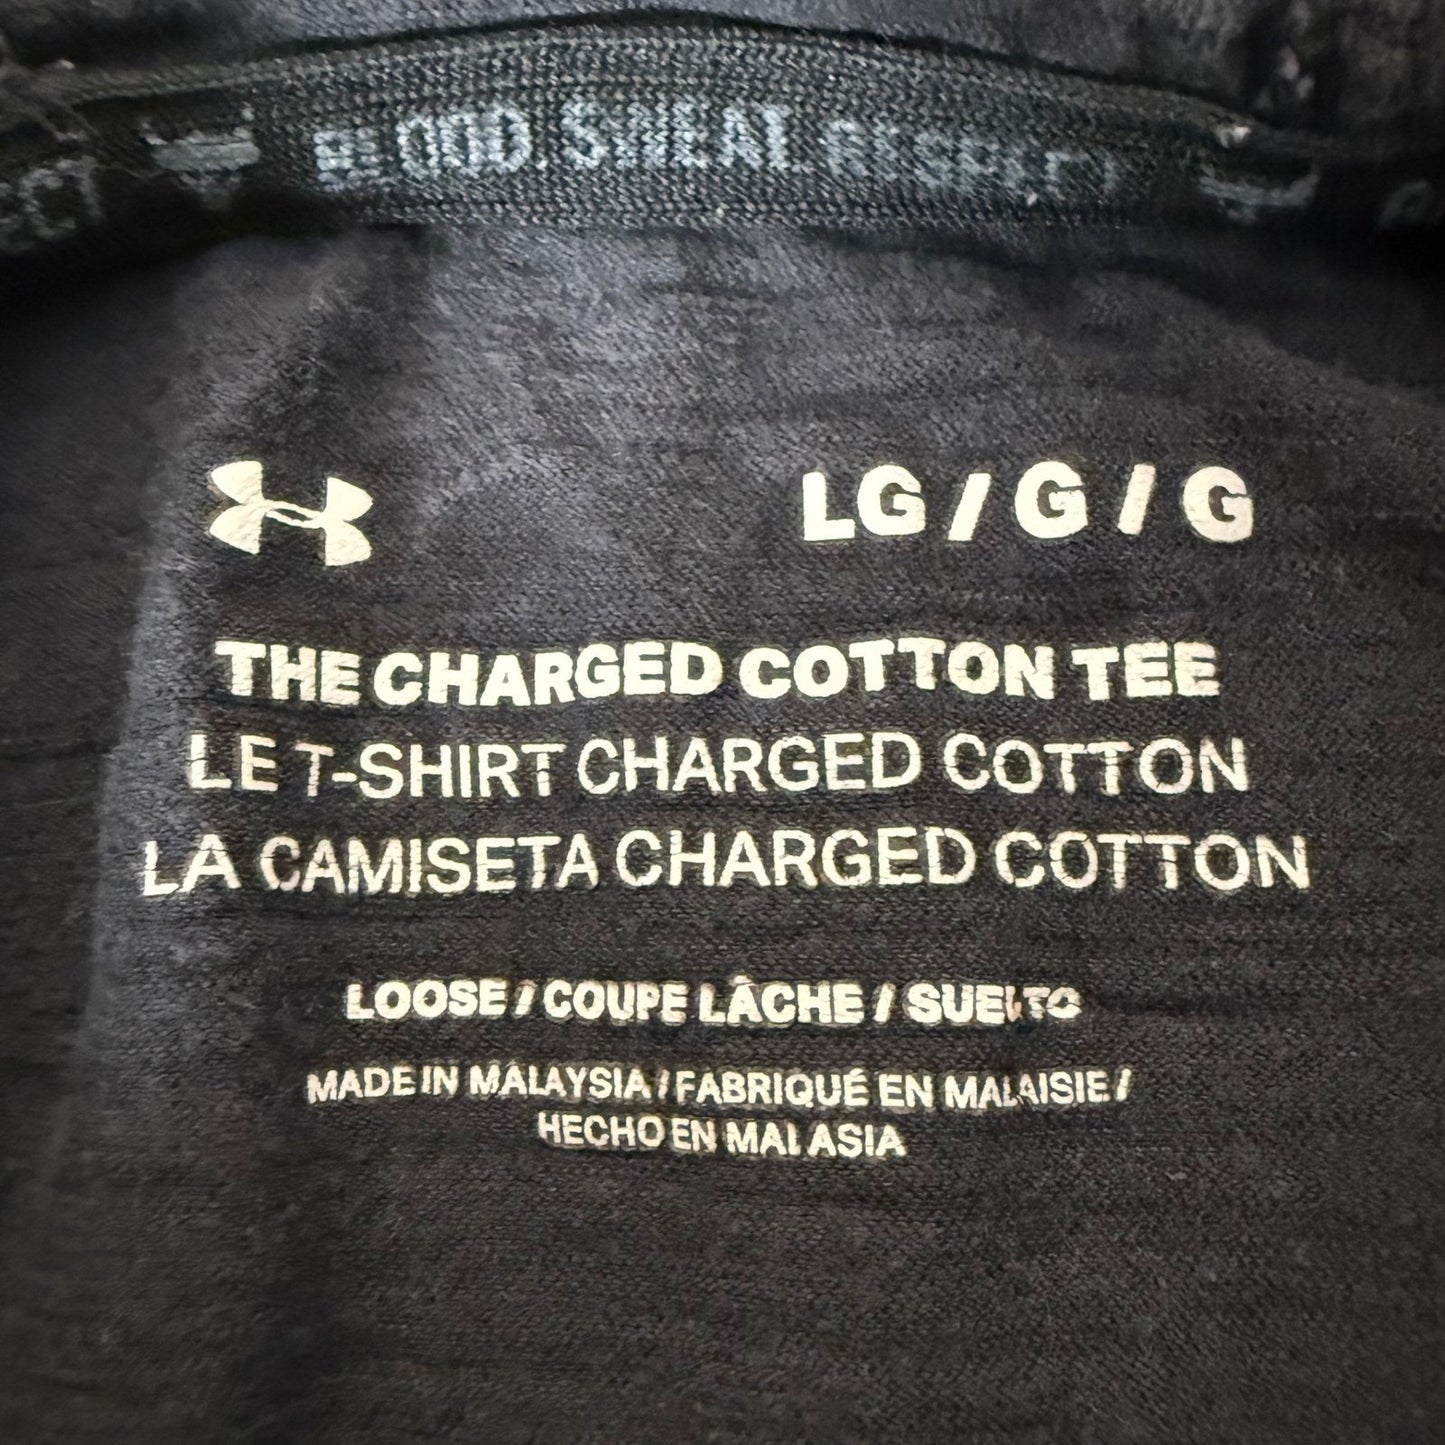 BLOOD SWEAT RESPECT
LG / G / G
THE CHARGED COTTON TEE
LE T-SHIRT CHARGED COTTON
LA CAMISETA CHARGED COTTON
LOOSE / COUPE LÂCHE / SUELTO
MADE IN MALAYSIA / FABRIQUÉ EN MALAISIE /
HECHO EN MALASIA